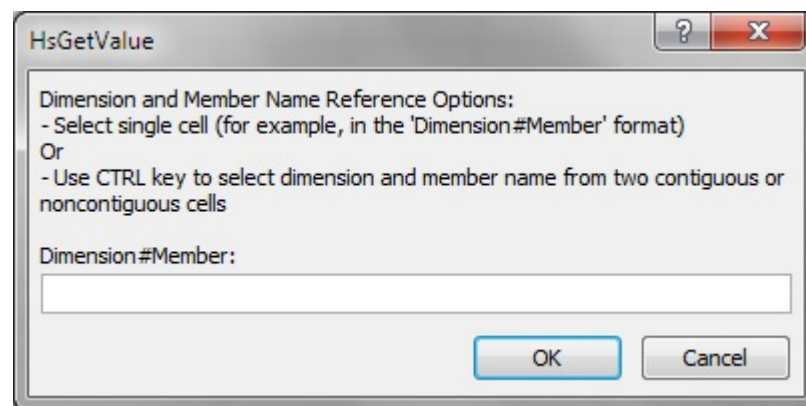 HsGetValue
Dimension and Member Name Reference Options:
- Select single cell (for example, in the 'Dimension#Member' format)
Or
- Use CTRL key to select dimension and member name from two contiguous or
noncontiguous cells
Dimension#Member:
OK Cancel